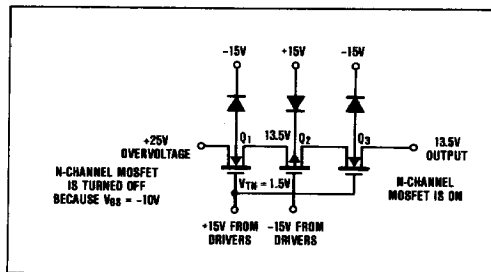 -15V
+15V
-15V
Q1
13.5V
Q2
Q3
+25V
OVERVOLTAGE
13.5V
OUTPUT
N-CHANNEL MOSFET
IS TURNED OFF
BECAUSE VGS = -10V
VTN = 1.5V
N-CHANNEL
MOSFET IS ON
+15V FROM
DRIVERS
-15V FROM
DRIVERS